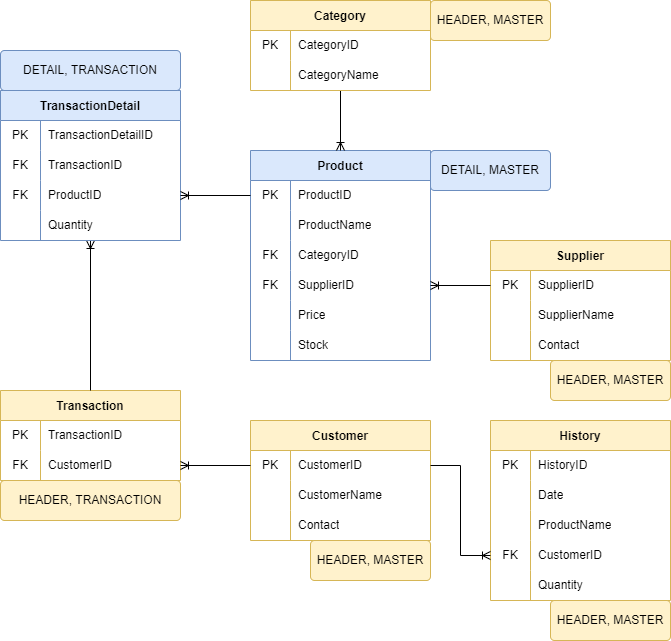 Category
HEADER, MASTER
PK CategoryID
CategoryName
DETAIL, TRANSACTION
TransactionDetail
PK TransactionDetailID
FK TransactionID
FK ProductID
Quantity
Product
DETAIL, MASTER
PK ProductID
ProductName
FK CategoryID
FK SupplierID
Price
Stock
Supplier
PK SupplierID
SupplierName
Contact
HEADER, MASTER
Transaction
PK TransactionID
FK CustomerID
HEADER, TRANSACTION
Customer
PK CustomerID
CustomerName
Contact
HEADER, MASTER
History
PK HistoryID
Date
ProductName
FK CustomerID
Quantity
HEADER, MASTER